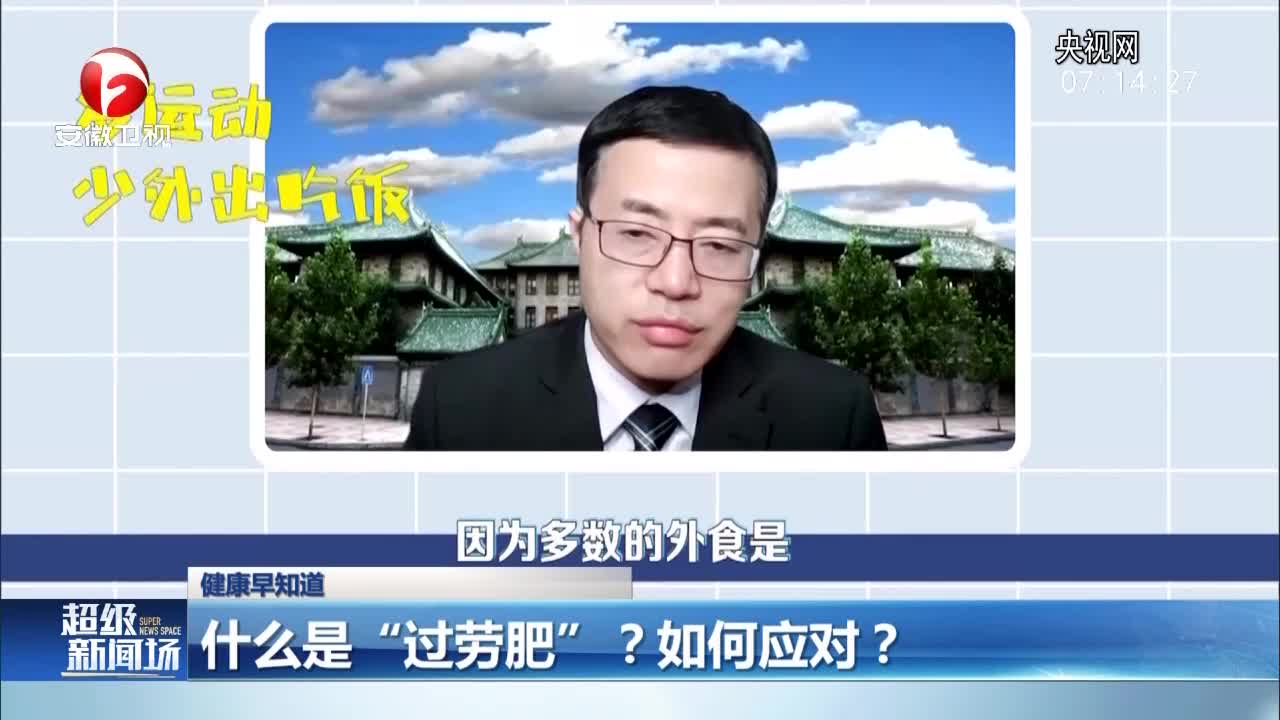 央视网
07:14:27
安徽卫视
运动
少外出吃饭
因为多数的外食是
健康早知道
超级
新闻场
SUPER
NEWS SPACE
什么是“过劳肥”？如何应对？